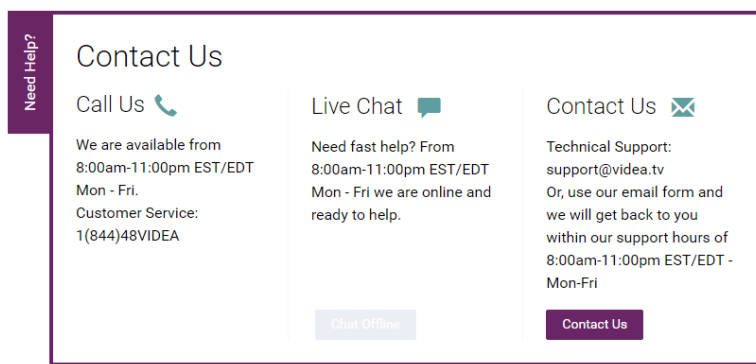 Need Help?
Contact Us
Call Us
We are available from
8:00am-11:00pm EST/EDT
Mon - Fri.
Customer Service:
1(844)48VIDEA
Live Chat
Need fast help? From
8:00am-11:00pm EST/EDT
Mon - Fri we are online and
ready to help.
Chat Offline
Contact Us
Technical Support:
support@videa.tv
Or, use our email form and
we will get back to you
within our support hours of
8:00am-11:00pm EST/EDT -
Mon-Fri
Contact Us